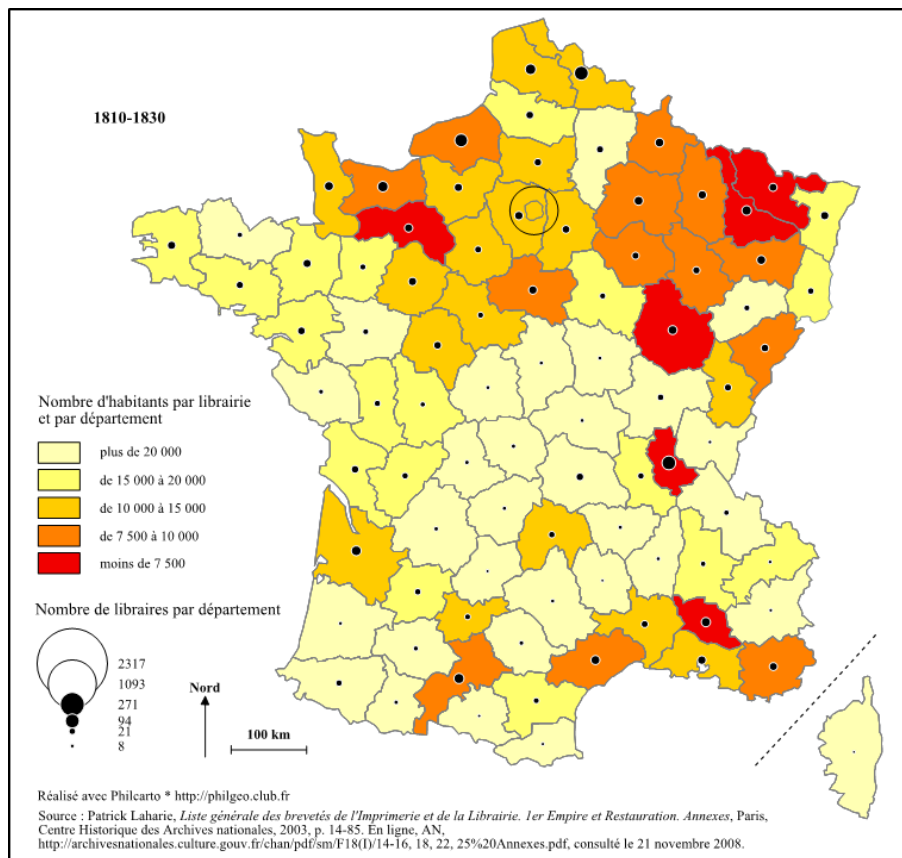 1810-1830
Nombre d'habitants par librairie
et par département
plus de 20 000
de 15 000 à 20 000
de 10 000 à 15 000
de 7 500 à 10 000
moins de 7 500
Nombre de libraires par département
2317
1093
271
94
21
8
Nord
100 km
Réalisé avec Philcarto * http://philgeo.club.fr
Source : Patrick Laharie, Liste générale des brevetés de l'Imprimerie et de la Librairie. 1er Empire et Restauration. Annexes, Paris,
Centre Historique des Archives nationales, 2003, p. 14-85. En ligne, AN,
http://archivesnationales.culture.gouv.fr/chan/pdf/sm/F18(I)/14-16, 18, 22, 25%20Annexes.pdf, consulté le 21 novembre 2008.